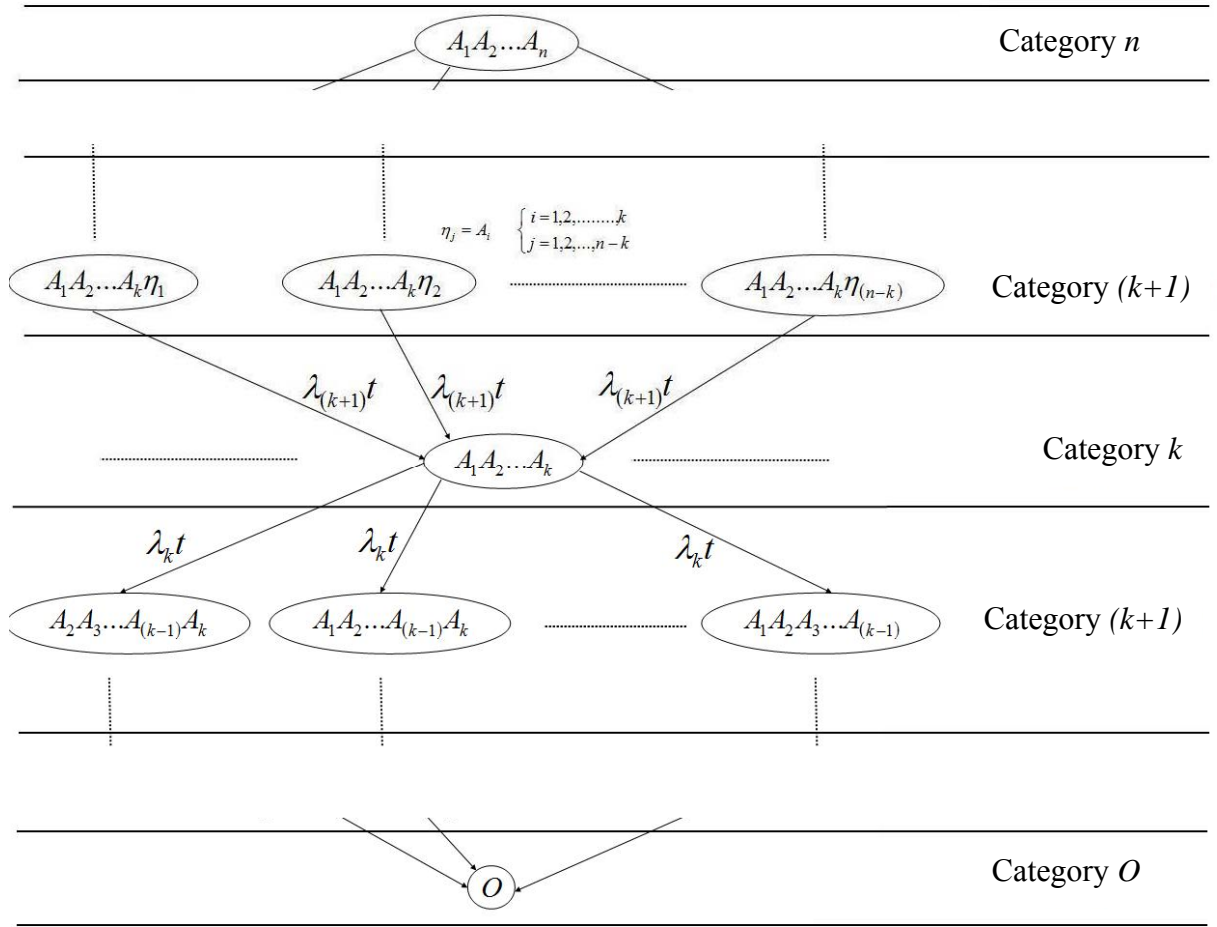 A₁A₂...Aₙ Category n
ηⱼ = Aᵢ { i = 1,2,........,k
j = 1,2,...,n − k
A₁A₂...Aₖη₁ A₁A₂...Aₖη₂ A₁A₂...Aₖη₍ₙ₋ₖ₎ Category (k+1)
λ₍ₖ₊₁₎t λ₍ₖ₊₁₎t λ₍ₖ₊₁₎t
A₁A₂...Aₖ Category k
λₖt λₖt λₖt
A₂A₃...A₍ₖ₋₁₎Aₖ A₁A₂...A₍ₖ₋₁₎Aₖ A₁A₂A₃...A₍ₖ₋₁₎ Category (k+1)
O Category O